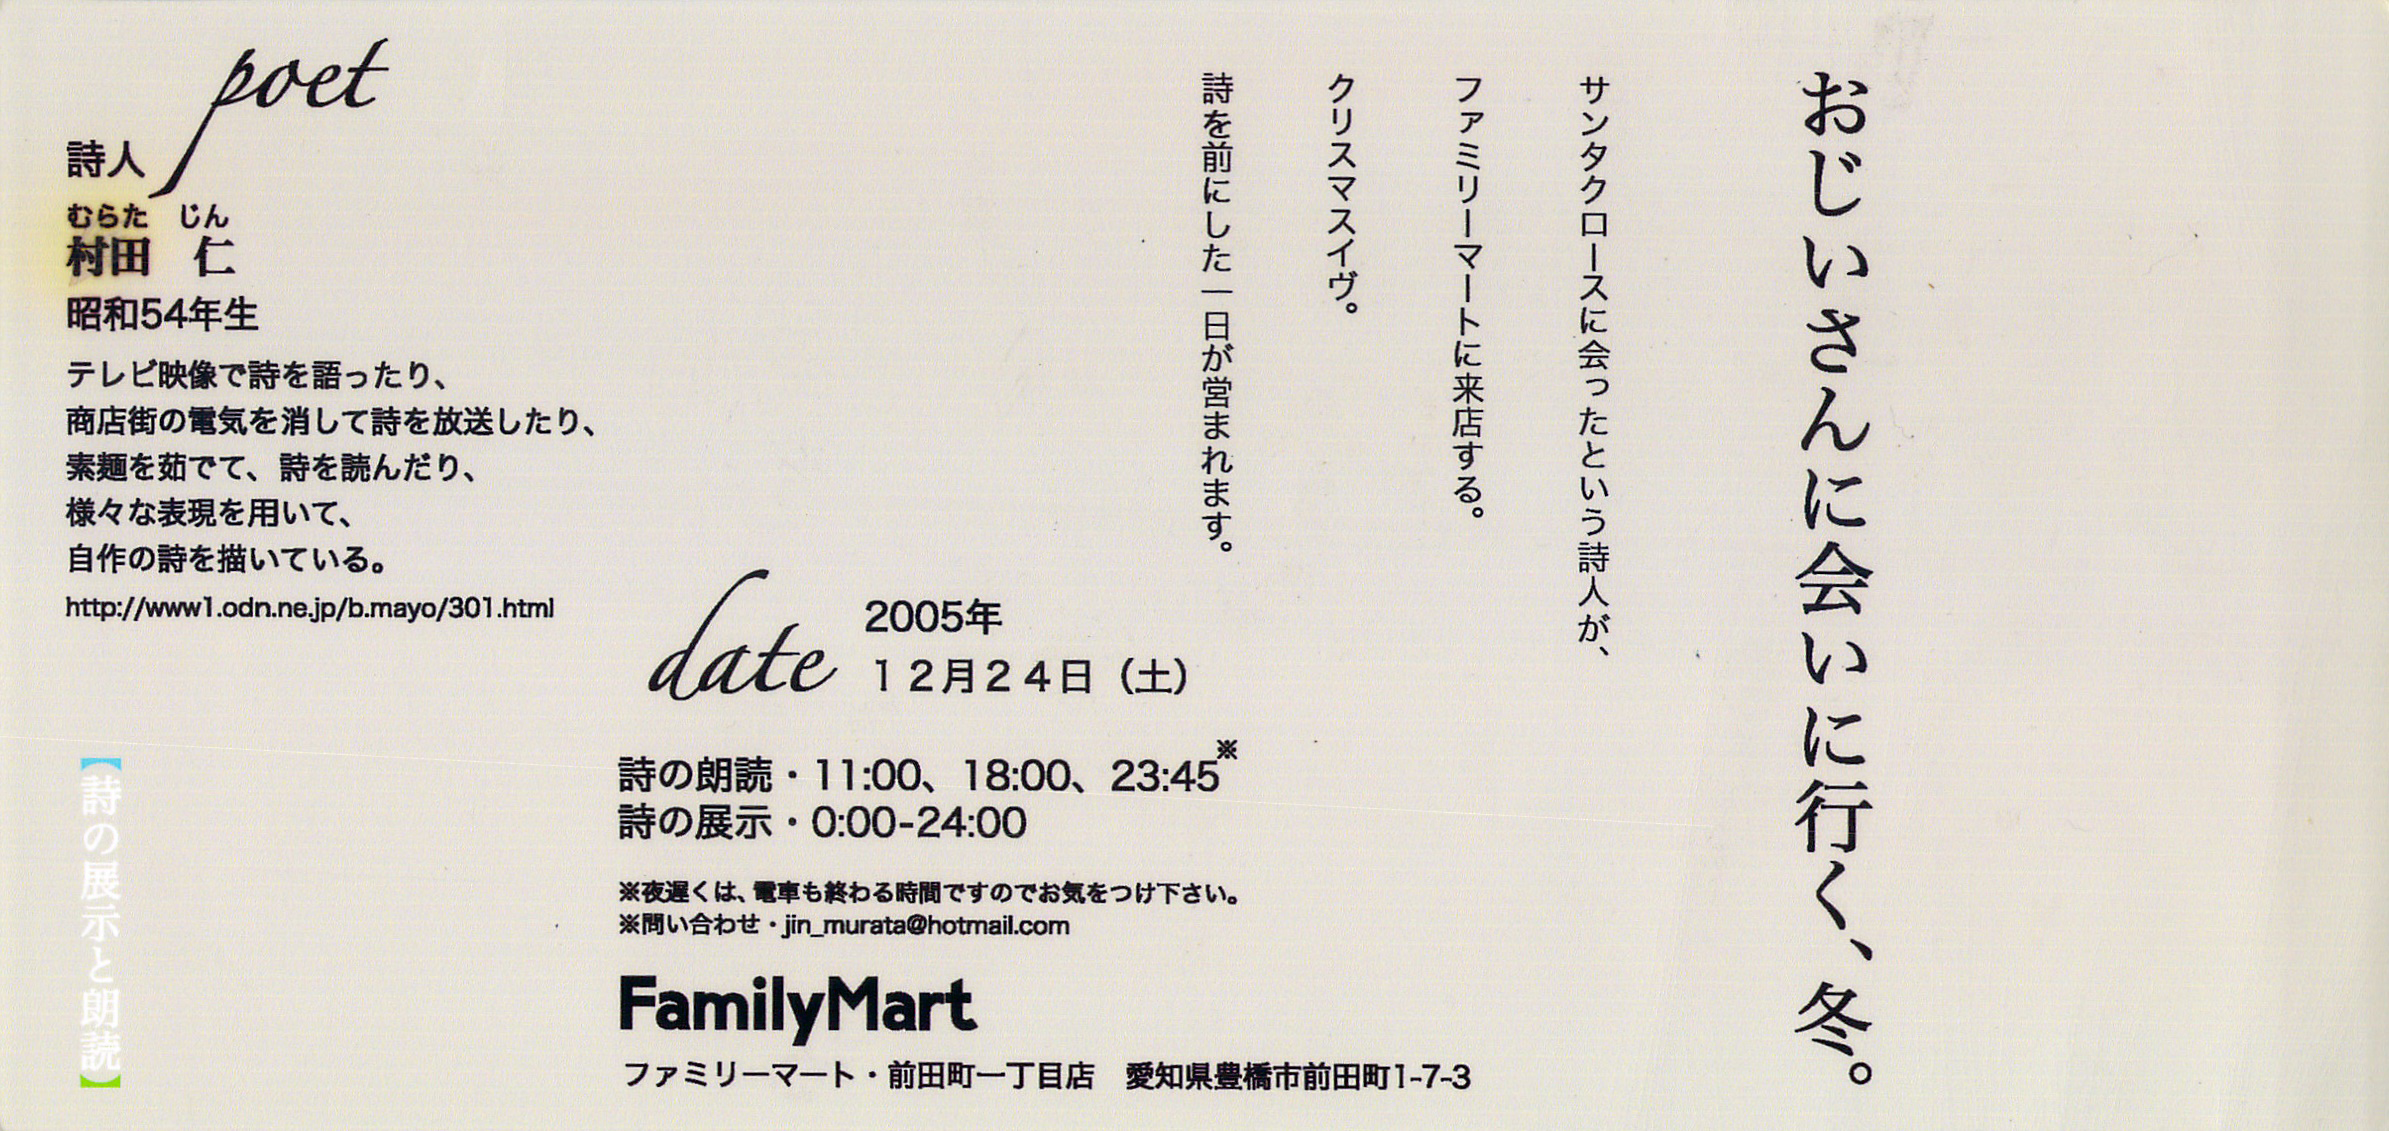 おじいさんに会いに行く、冬。
サンタクロースに会ったという詩人が、
ファミリーマートに来店する。
クリスマスイヴ。
詩を前にした一日が営まれます。
poet
詩人
むらた じん
村田 仁
昭和54年生
テレビ映像で詩を語ったり、
商店街の電気を消して詩を放送したり、
素麺を茹でて、詩を読んだり、
様々な表現を用いて、
自作の詩を描いている。
http://www1.odn.ne.jp/b.mayo/301.html
date
2005年
１２月２４日（土）
詩の朗読・11:00、18:00、23:45※
詩の展示・0:00-24:00
※夜遅くは、電車も終わる時間ですのでお気をつけ下さい。
※問い合わせ・jin_murata@hotmail.com
FamilyMart
ファミリーマート・前田町一丁目店　愛知県豊橋市前田町1-7-3
【詩の展示と朗読】